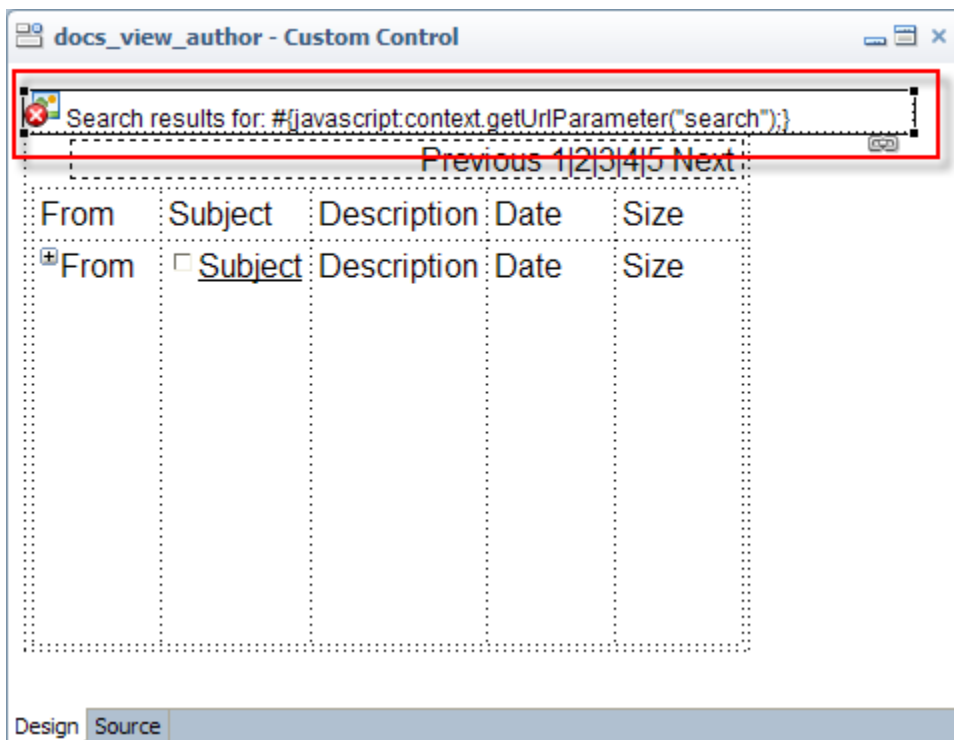 docs_view_author - Custom Control
Search results for: #{javascript:context.getUrlParameter("search");}
Previous 1|2|3|4|5 Next
From Subject Description Date Size
From Subject Description Date Size
Design Source